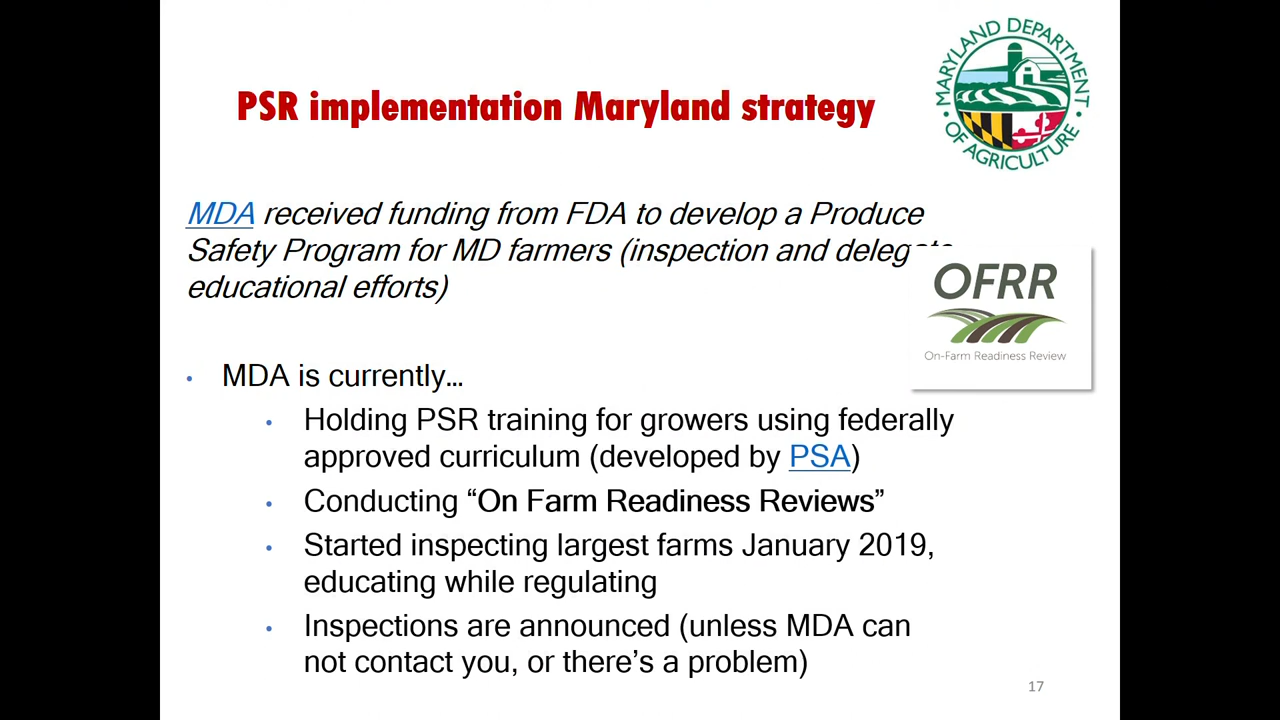 MARYLAND DEPARTMENT
OF AGRICULTURE
PSR implementation Maryland strategy
MDA received funding from FDA to develop a Produce
Safety Program for MD farmers (inspection and delegate
educational efforts)
OFRR
On-Farm Readiness Review
• MDA is currently...
• Holding PSR training for growers using federally
approved curriculum (developed by PSA)
• Conducting “On Farm Readiness Reviews”
• Started inspecting largest farms January 2019,
educating while regulating
• Inspections are announced (unless MDA can
not contact you, or there’s a problem)
17